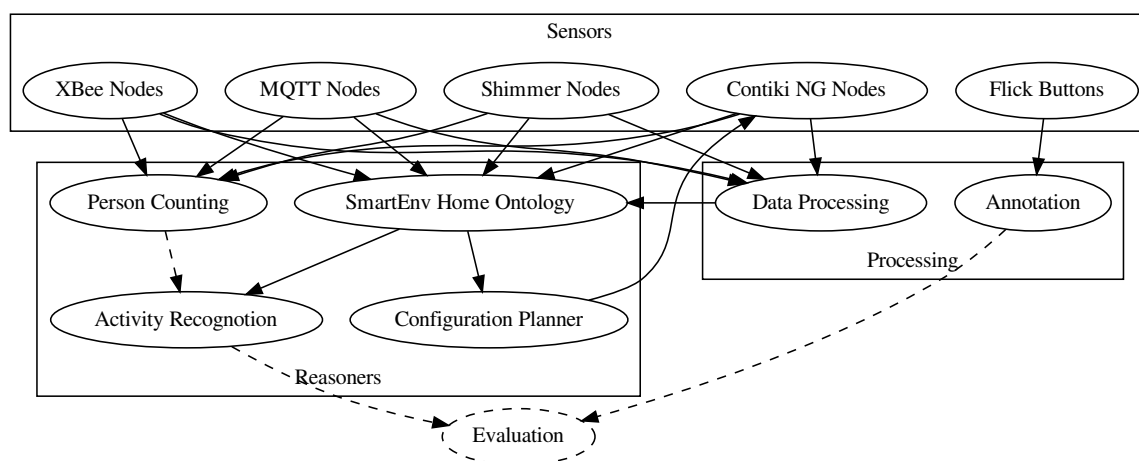 Sensors
XBee Nodes
MQTT Nodes
Shimmer Nodes
Contiki NG Nodes
Flick Buttons
Person Counting
SmartEnv Home Ontology
Data Processing
Annotation
Processing
Activity Recognotion
Configuration Planner
Reasoners
Evaluation